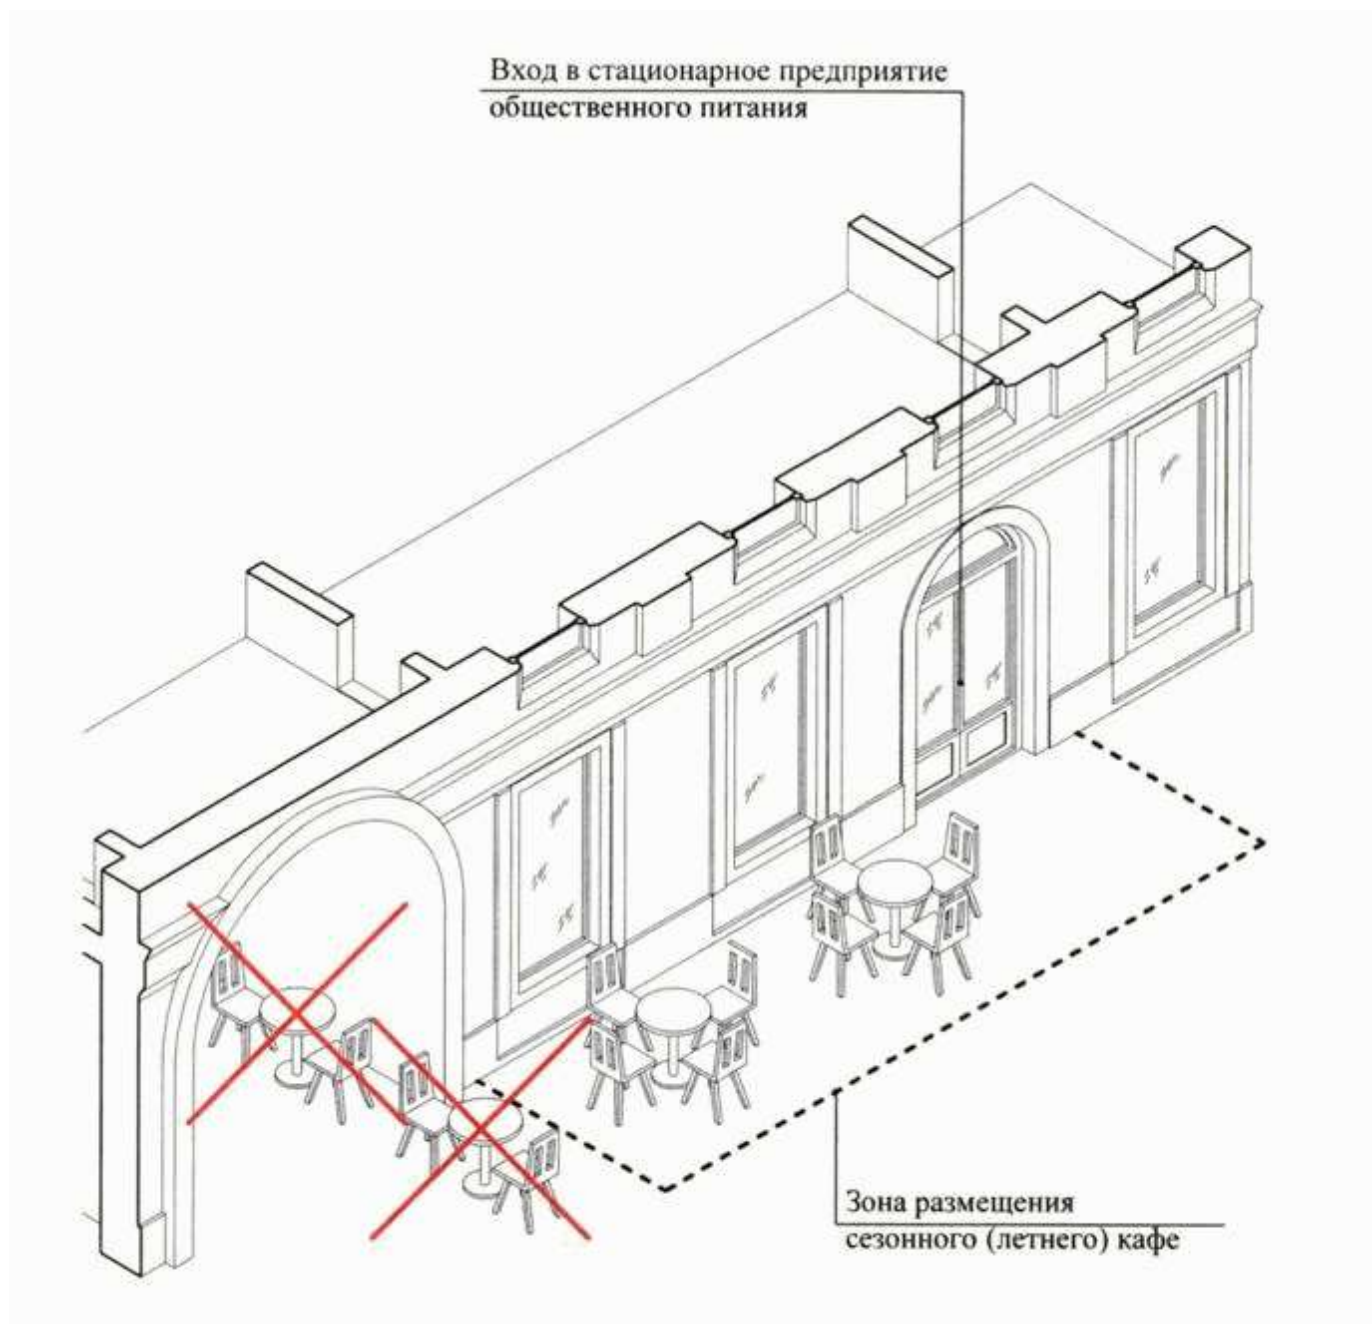 Вход в стационарное предприятие
общественного питания
Зона размещения
сезонного (летнего) кафе